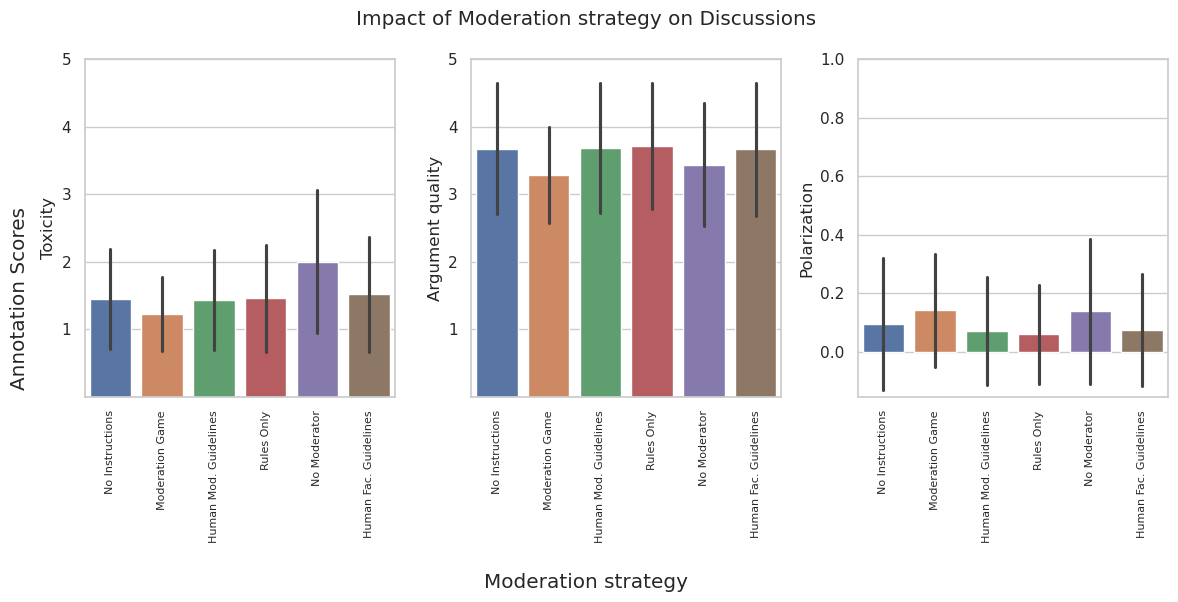 Impact of Moderation strategy on Discussions
Annotation Scores
Toxicity
5
4
3
2
1
No Instructions
Moderation Game
Human Mod. Guidelines
Rules Only
No Moderator
Human Fac. Guidelines
Argument quality
5
4
3
2
1
No Instructions
Moderation Game
Human Mod. Guidelines
Rules Only
No Moderator
Human Fac. Guidelines
Polarization
1.0
0.8
0.6
0.4
0.2
0.0
No Instructions
Moderation Game
Human Mod. Guidelines
Rules Only
No Moderator
Human Fac. Guidelines
Moderation strategy